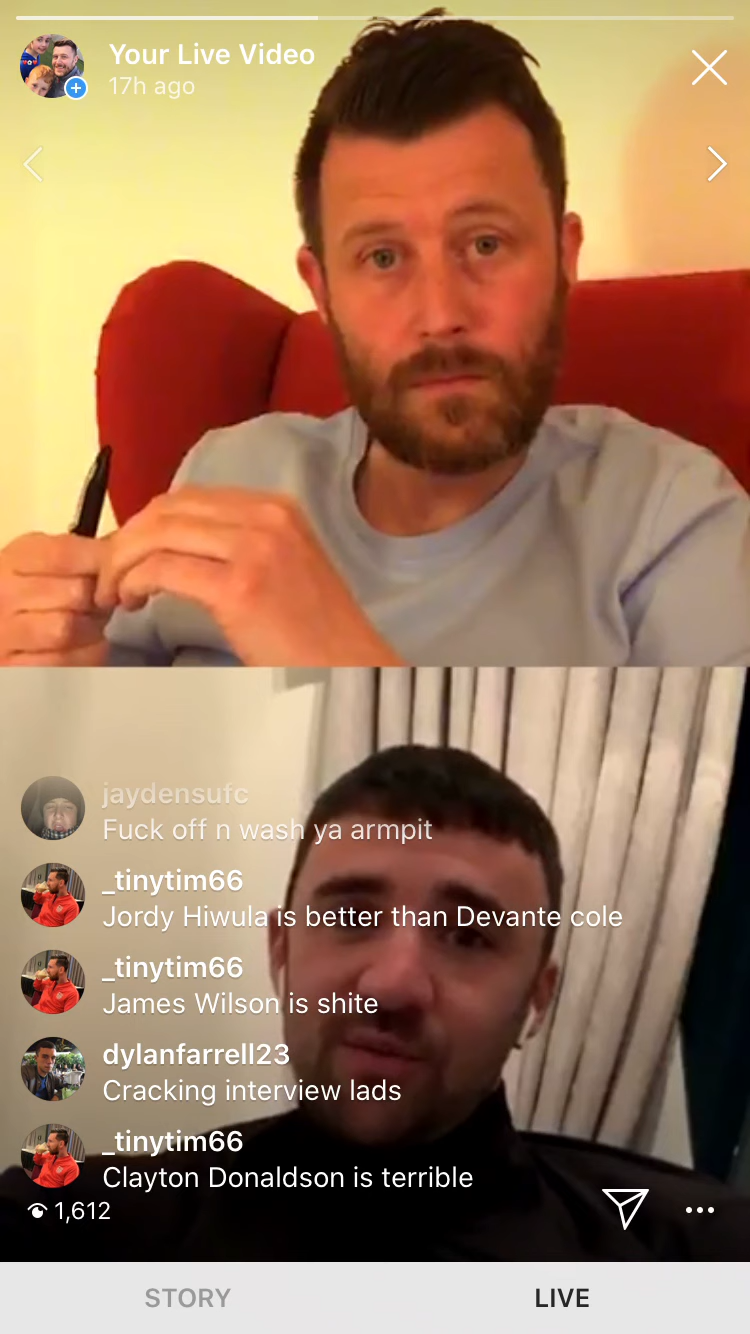 Your Live Video
17h ago
jaydensufc
Fuck off n wash ya armpit
_tinytim66
Jordy Hiwula is better than Devante cole
_tinytim66
James Wilson is shite
dylanfarrell23
Cracking interview lads
_tinytim66
Clayton Donaldson is terrible
1,612
STORY
LIVE